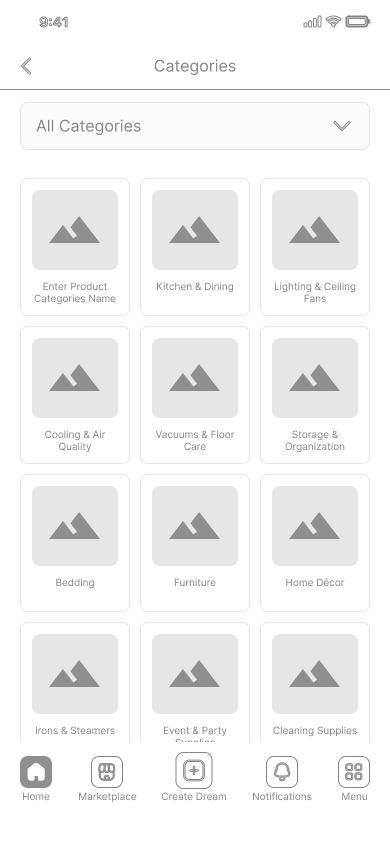 9:41
Categories
All Categories
Enter Product
Categories Name
Kitchen & Dining
Lighting & Ceiling
Fans
Cooling & Air
Quality
Vacuums & Floor
Care
Storage &
Organization
Bedding
Furniture
Home Décor
Irons & Steamers
Event & Party
Supplies
Cleaning Supplies
Home
Marketplace
Create Dream
Notifications
Menu